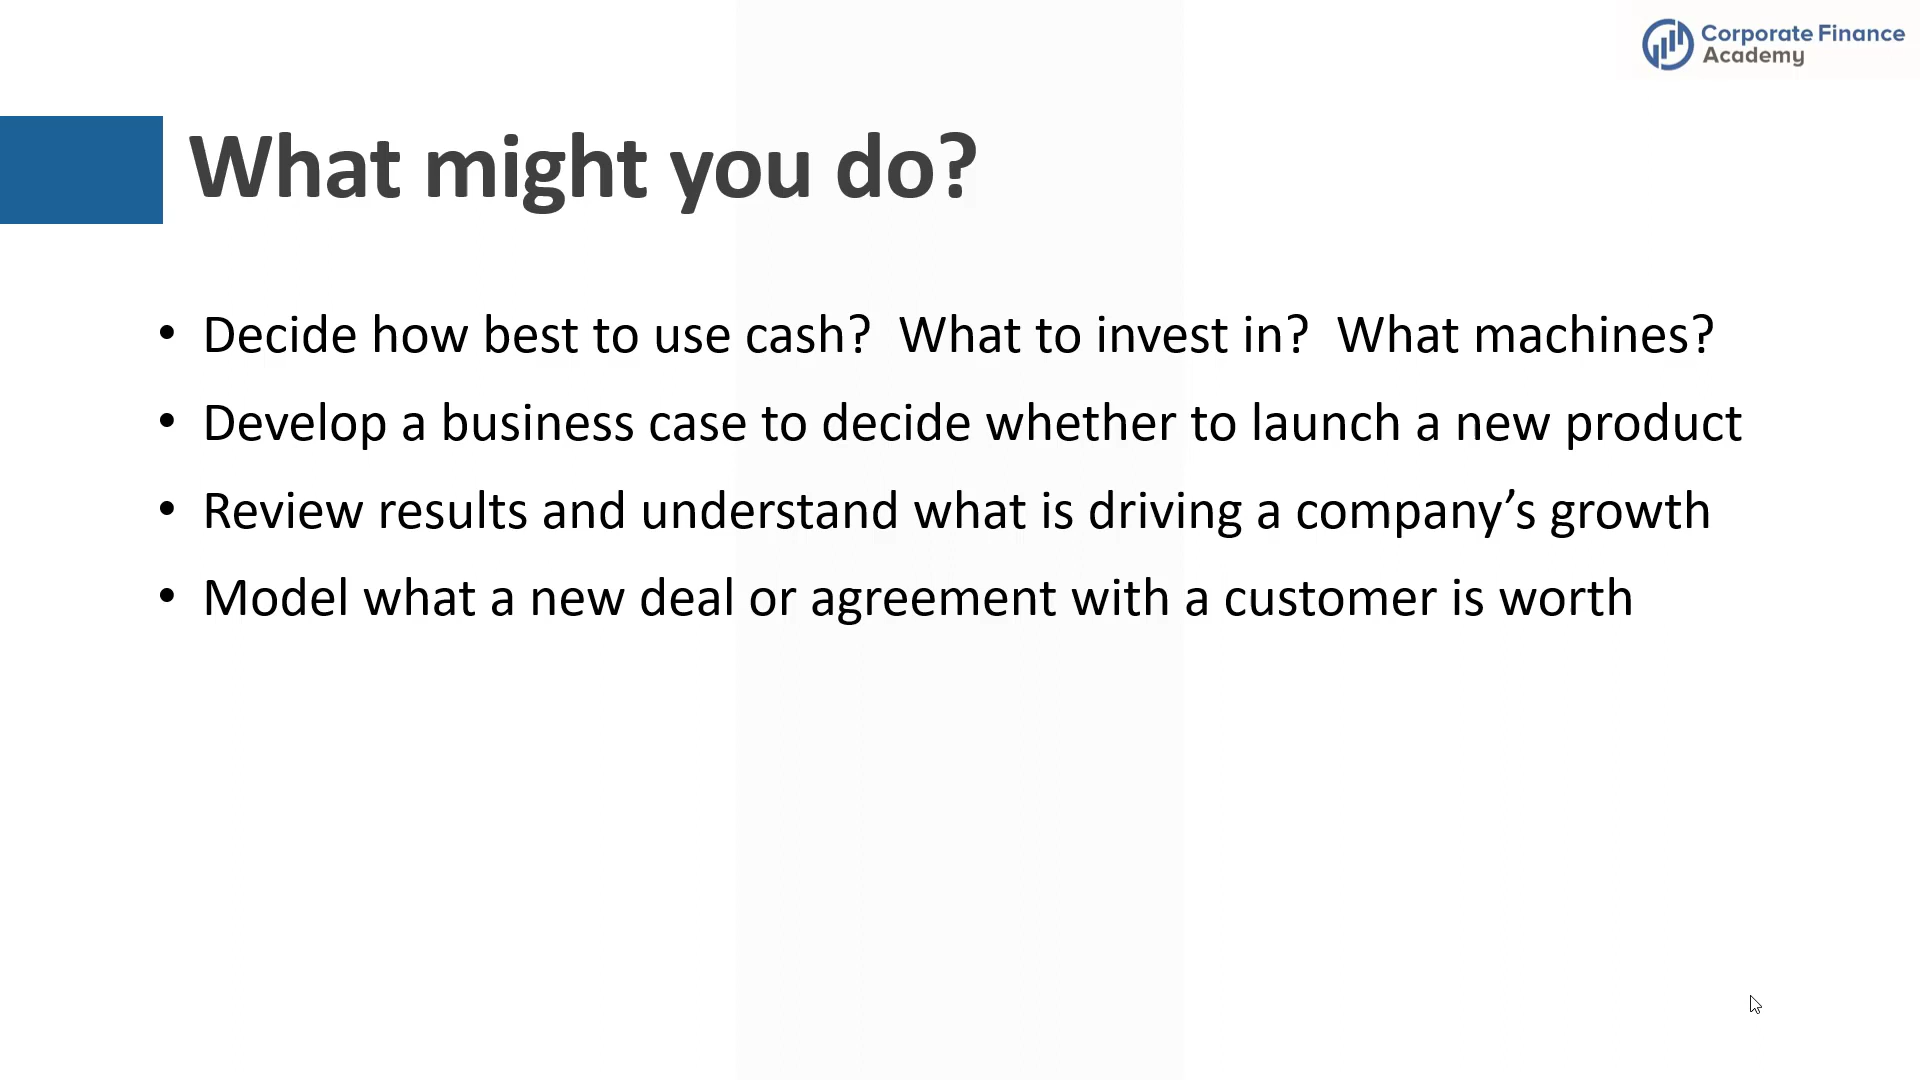 Corporate Finance
Academy
What might you do?
• Decide how best to use cash?  What to invest in?  What machines?
• Develop a business case to decide whether to launch a new product
• Review results and understand what is driving a company’s growth
• Model what a new deal or agreement with a customer is worth